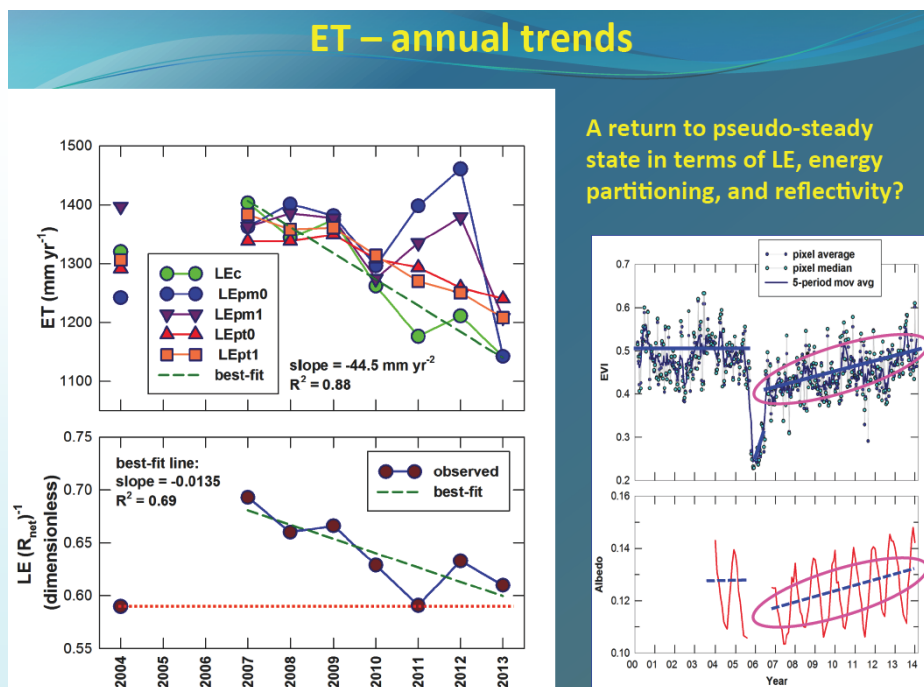 ET – annual trends
A return to pseudo-steady
state in terms of LE, energy
partitioning, and reflectivity?
1500
1400
1300
1200
1100
ET (mm yr⁻¹)
LEc
LEpm0
LEpm1
LEpt0
LEpt1
best-fit
slope = -44.5 mm yr⁻²
R² = 0.88
0.75
0.70
0.65
0.60
0.55
LE (Rnet)⁻¹
(dimensionless)
best-fit line:
slope = -0.0135
R² = 0.69
observed
best-fit
2004
2005
2006
2007
2008
2009
2010
2011
2012
2013
pixel average
pixel median
5-period mov avg
0.7
0.6
0.5
0.4
0.3
0.2
EVI
0.16
0.14
0.12
0.10
Albedo
00 01 02 03 04 05 06 07 08 09 10 11 12 13 14
Year